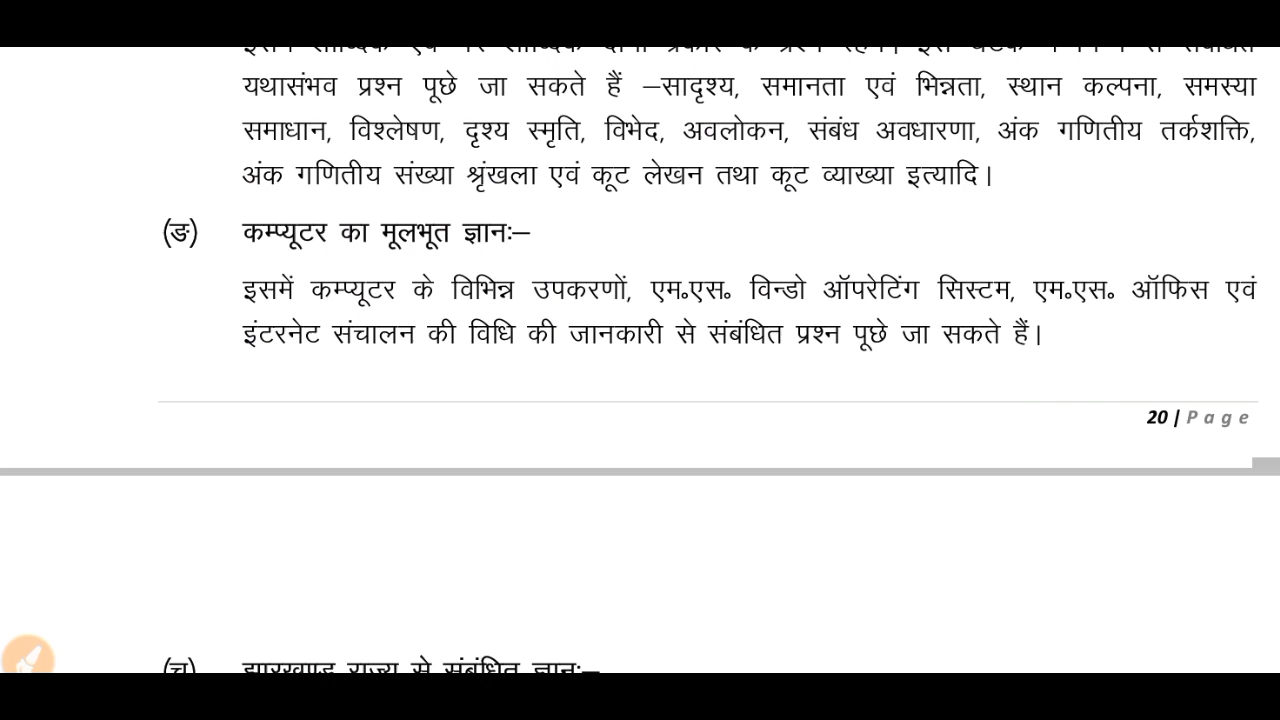 यथासंभव प्रश्न पूछे जा सकते हैं –सादृश्य, समानता एवं भिन्नता, स्थान कल्पना, समस्या
समाधान, विश्लेषण, दृश्य स्मृति, विभेद, अवलोकन, संबंध अवधारणा, अंक गणितीय तर्कशक्ति,
अंक गणितीय संख्या श्रृंखला एवं कूट लेखन तथा कूट व्याख्या इत्यादि।
(ङ) कम्प्यूटर का मूलभूत ज्ञानः–
इसमें कम्प्यूटर के विभिन्न उपकरणों, एम॰एस॰ विन्डो ऑपरेटिंग सिस्टम, एम॰एस॰ ऑफिस एवं
इंटरनेट संचालन की विधि की जानकारी से संबंधित प्रश्न पूछे जा सकते हैं।
20 | Page
(च) झारखण्ड राज्य से संबंधित ज्ञानः–